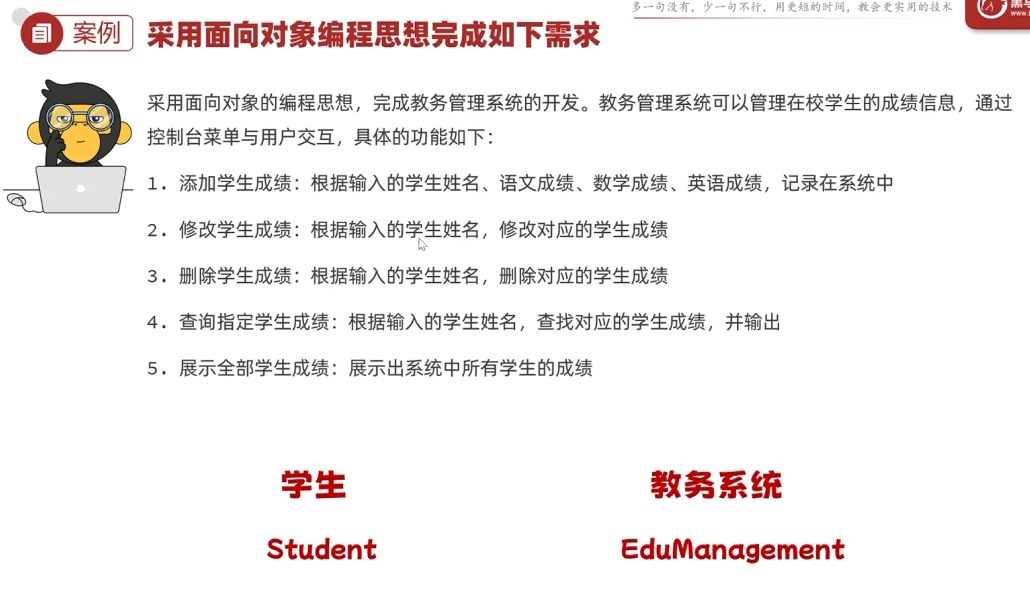 多一句没有，少一句不行，用更短的时间，教会更实用的技术
案例
采用面向对象编程思想完成如下需求
采用面向对象的编程思想，完成教务管理系统的开发。教务管理系统可以管理在校学生的成绩信息，通过
控制台菜单与用户交互，具体的功能如下：
1. 添加学生成绩：根据输入的学生姓名、语文成绩、数学成绩、英语成绩，记录在系统中
2. 修改学生成绩：根据输入的学生姓名，修改对应的学生成绩
3. 删除学生成绩：根据输入的学生姓名，删除对应的学生成绩
4. 查询指定学生成绩：根据输入的学生姓名，查找对应的学生成绩，并输出
5. 展示全部学生成绩：展示出系统中所有学生的成绩
学生
教务系统
Student
EduManagement